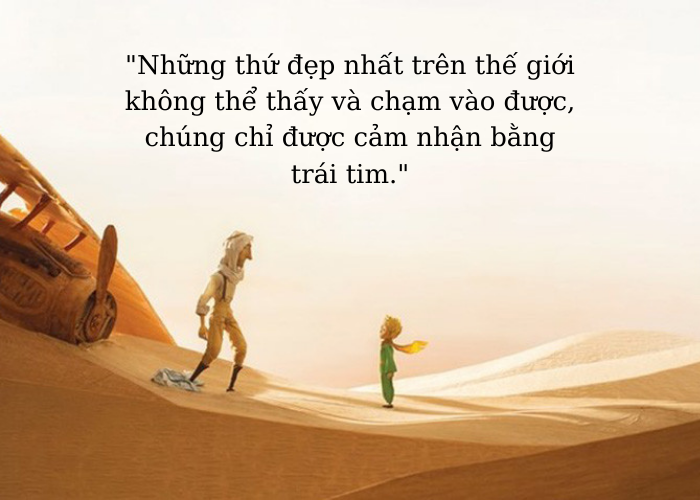 "Những thứ đẹp nhất trên thế giới
không thể thấy và chạm vào được,
chúng chỉ được cảm nhận bằng
trái tim."